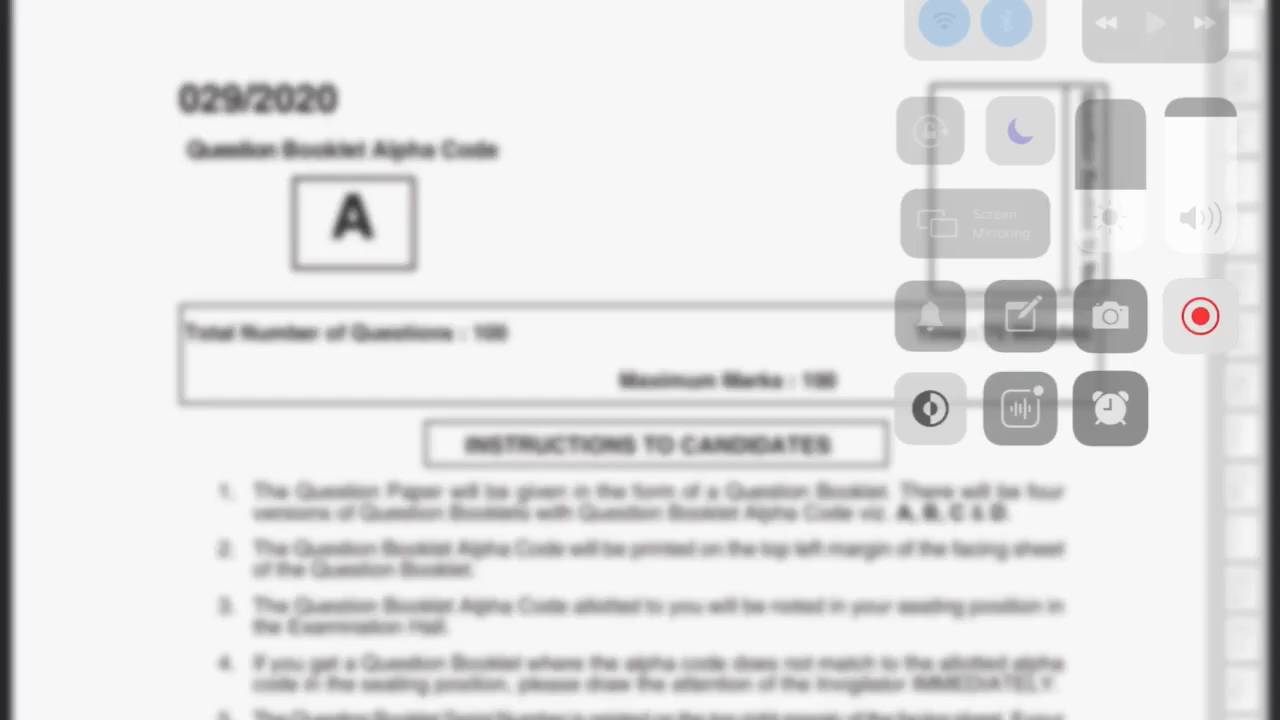 029/2020
Question Booklet Alpha Code
A
Screen
Mirroring
Total Number of Questions : 100
Maximum Marks : 100
INSTRUCTIONS TO CANDIDATES
1. The Question Paper will be given in the form of a Question Booklet. There will be four
versions of Question Booklets with Question Booklet Alpha Code viz. A, B, C & D.
2. The Question Booklet Alpha Code will be printed on the top left margin of the facing sheet
of the Question Booklet.
3. The Question Booklet Alpha Code allotted to you will be noted in your seating position in
the Examination Hall.
4. If you get a Question Booklet where the alpha code does not match to the allotted alpha
code in the seating position, please draw the attention of the Invigilator IMMEDIATELY.